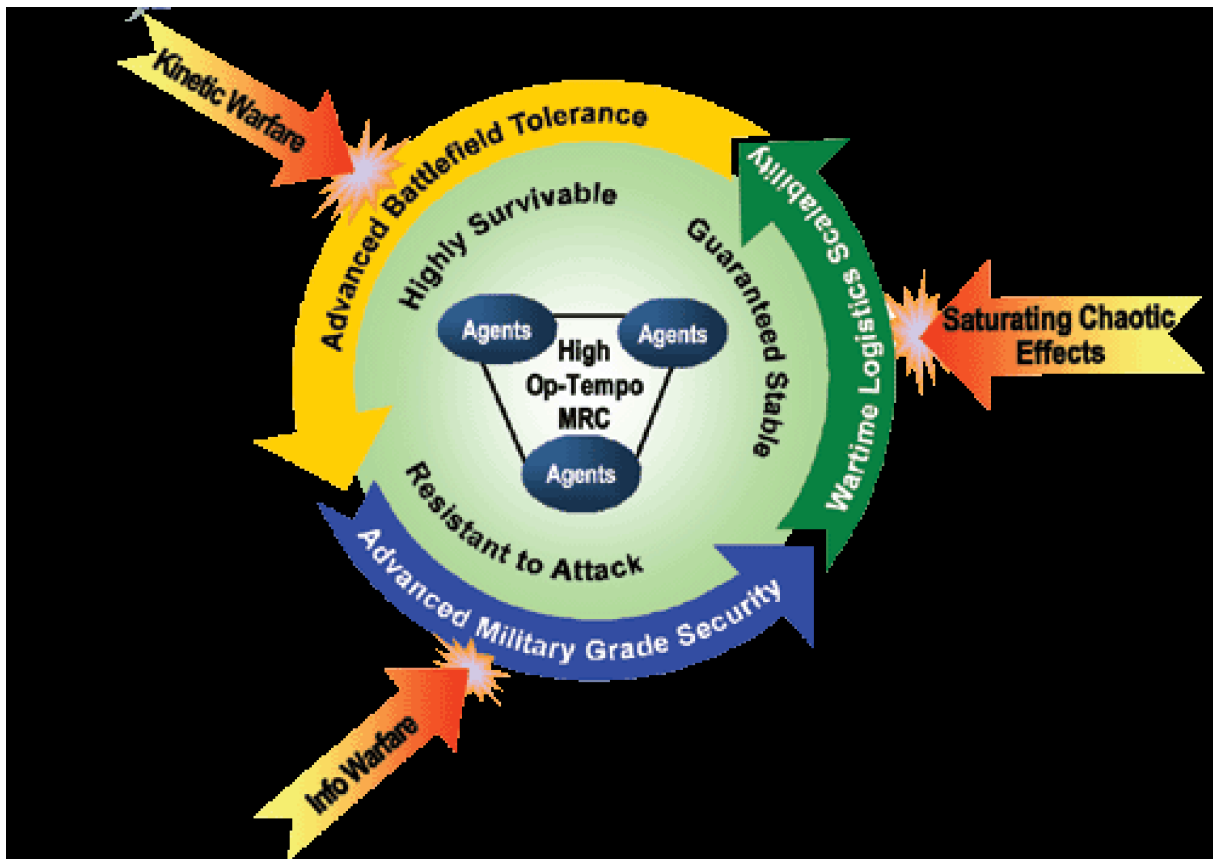 Kinetic Warfare
Advanced Battlefield Tolerance
Highly Survivable
Guaranteed Stable
Wartime Logistics Scalability
Saturating Chaotic
Effects
Agents
Agents
High
Op-Tempo
MRC
Agents
Resistant to Attack
Advanced Military Grade Security
Info Warfare